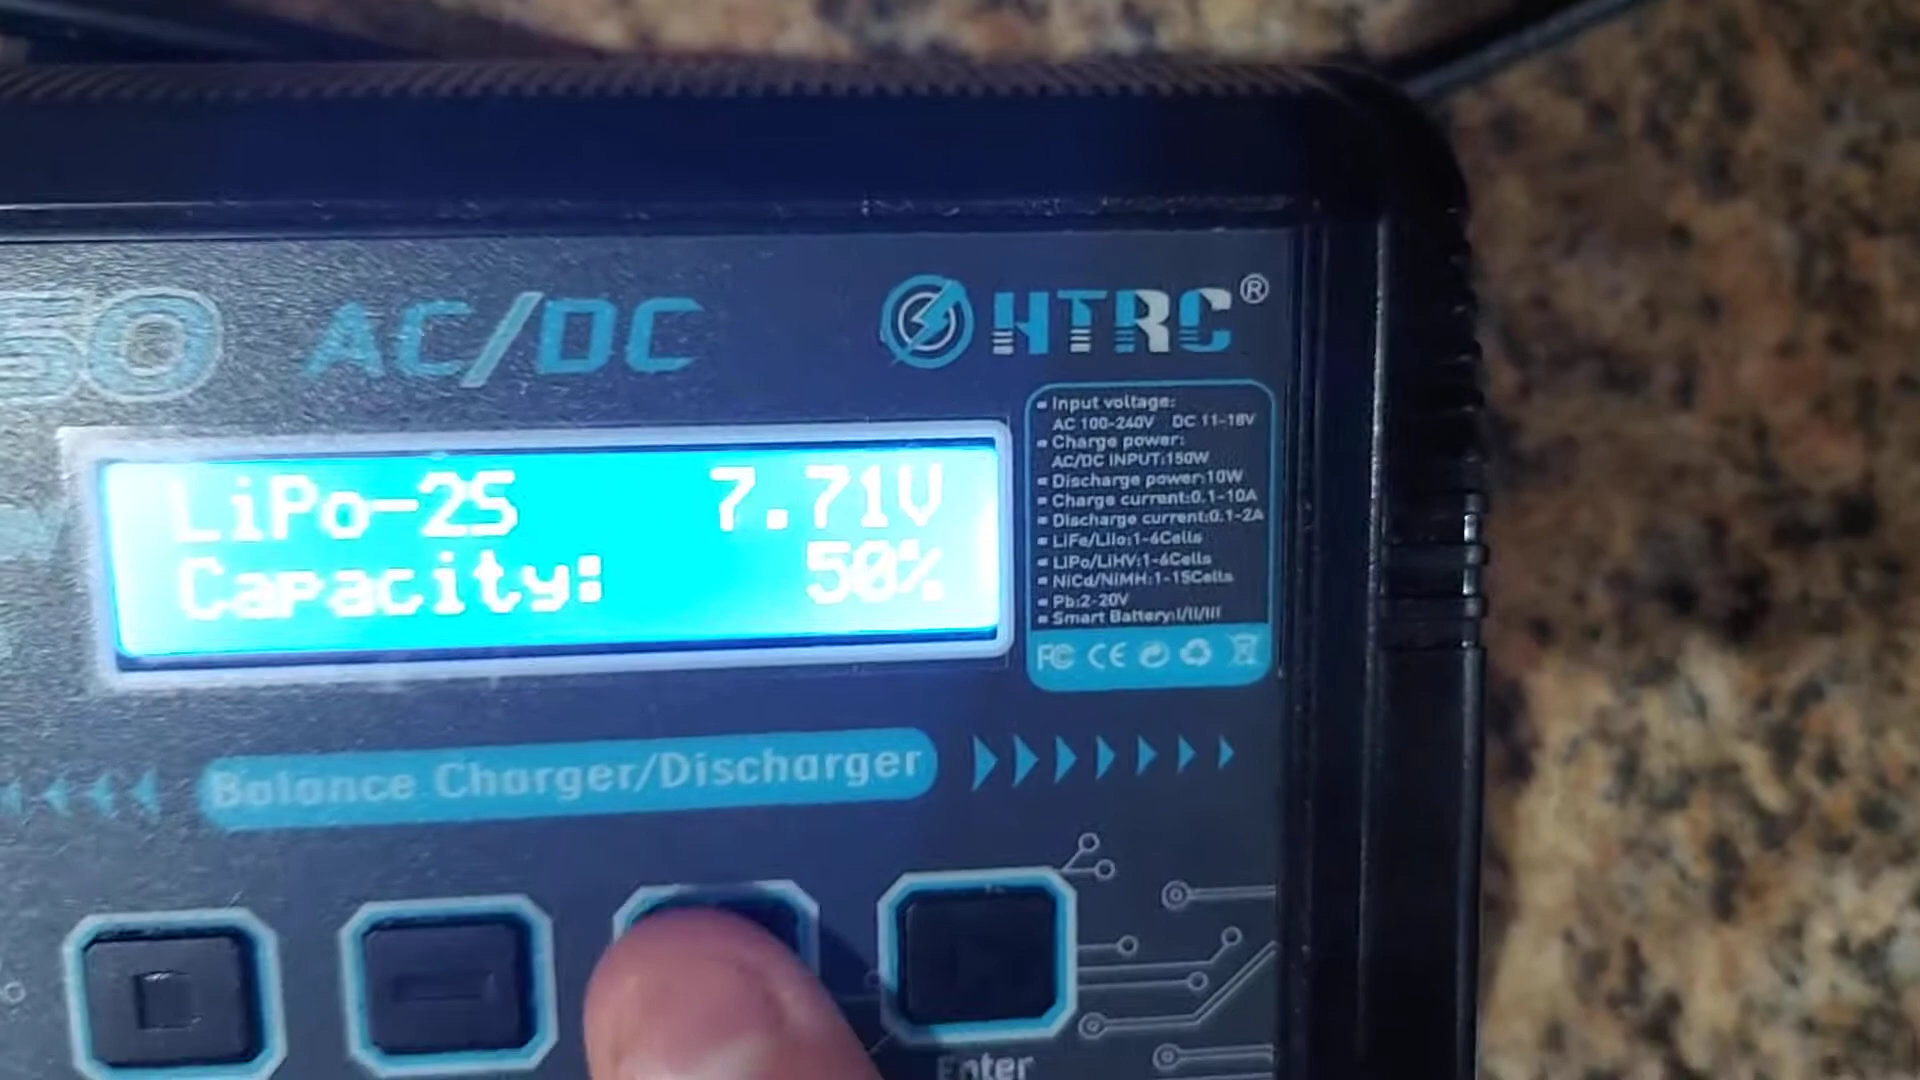 AC/DC
HTRC®
LiPo-2S 7.71V
Capacity: 50%
Input voltage:
AC 100-240V DC 11-18V
Charge power:
AC/DC INPUT:150W
Discharge power:10W
Charge current:0.1-10A
Discharge current:0.1-2A
LiFe/LiIo:1-6Cells
LiPo/LiHV:1-6Cells
NiCd/NiMH:1-15Cells
Pb:2-20V
Smart Battery:I/II/III
FC CE
Balance Charger/Discharger
Enter